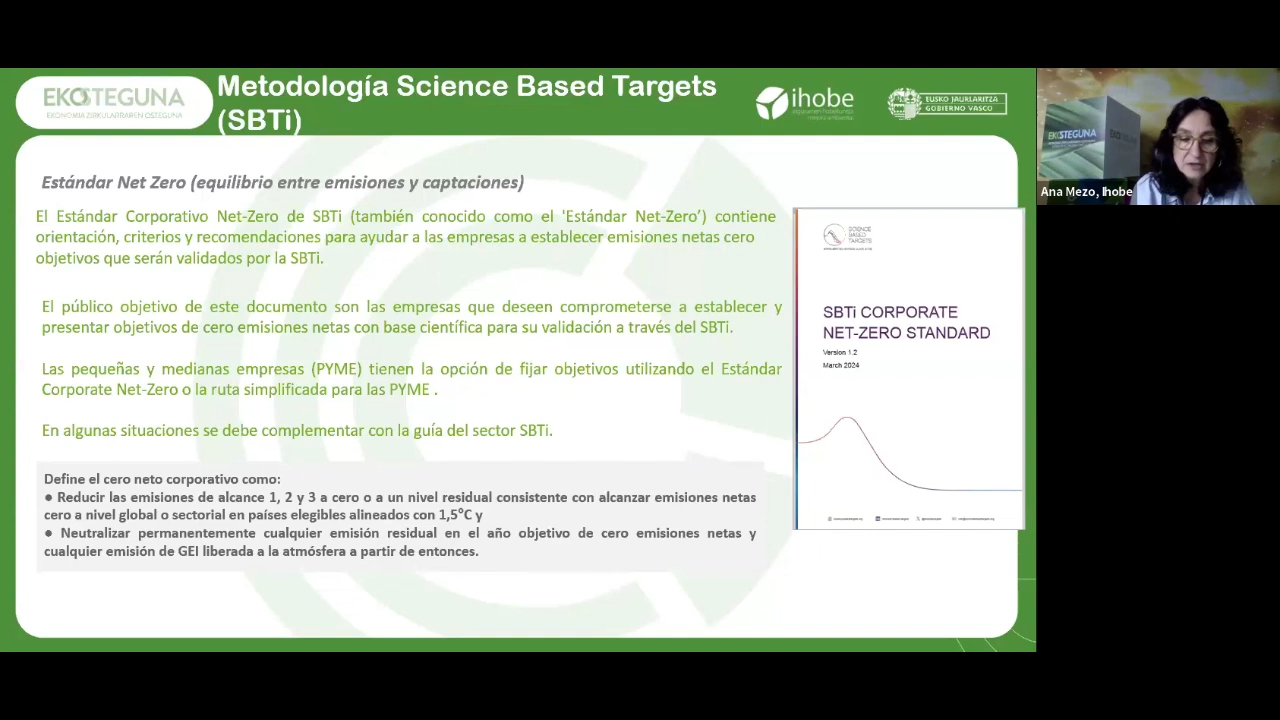 EKOSTEGUNA
EKONOMIA ZIRKULARRAREN OSTEGUNA
Metodología Science Based Targets
(SBTi)
ihobe
EUSKO JAURLARITZA
GOBIERNO VASCO
EKOSTEGUNA
Ana Mezo, Ihobe
Estándar Net Zero (equilibrio entre emisiones y captaciones)
El Estándar Corporativo Net-Zero de SBTi (también conocido como el 'Estándar Net-Zero’) contiene
orientación, criterios y recomendaciones para ayudar a las empresas a establecer emisiones netas cero
objetivos que serán validados por la SBTi.
El público objetivo de este documento son las empresas que deseen comprometerse a establecer y
presentar objetivos de cero emisiones netas con base científica para su validación a través del SBTi.
Las pequeñas y medianas empresas (PYME) tienen la opción de fijar objetivos utilizando el Estándar
Corporate Net-Zero o la ruta simplificada para las PYME .
En algunas situaciones se debe complementar con la guía del sector SBTi.
Define el cero neto corporativo como:
● Reducir las emisiones de alcance 1, 2 y 3 a cero o a un nivel residual consistente con alcanzar emisiones netas
cero a nivel global o sectorial en países elegibles alineados con 1,5°C y
● Neutralizar permanentemente cualquier emisión residual en el año objetivo de cero emisiones netas y
cualquier emisión de GEI liberada a la atmósfera a partir de entonces.
SCIENCE
BASED
TARGETS
SBTi CORPORATE
NET-ZERO STANDARD
Version 1.2
March 2024